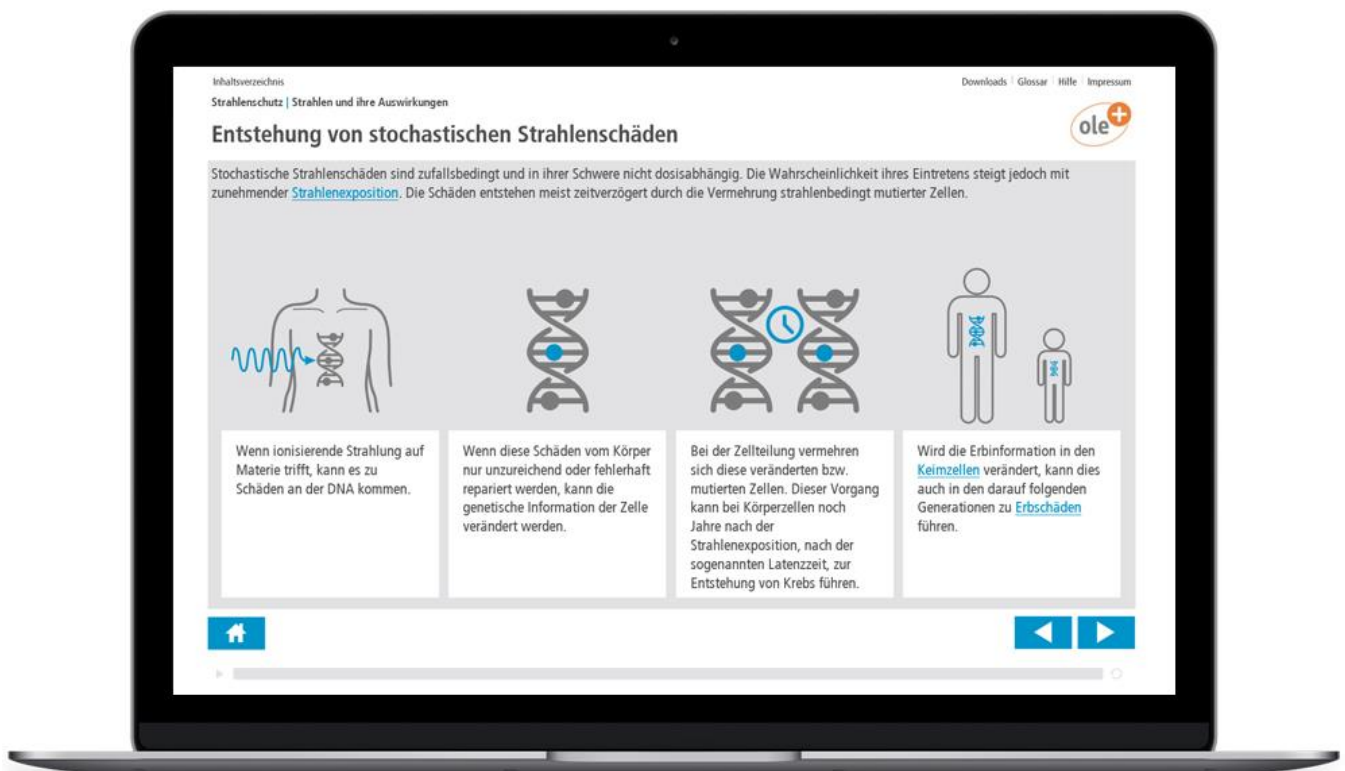 Inhaltsverzeichnis
Downloads | Glossar | Hilfe | Impressum
Strahlenschutz | Strahlen und ihre Auswirkungen
ole+
Entstehung von stochastischen Strahlenschäden
Stochastische Strahlenschäden sind zufallsbedingt und in ihrer Schwere nicht dosisabhängig. Die Wahrscheinlichkeit ihres Eintretens steigt jedoch mit
zunehmender Strahlenexposition. Die Schäden entstehen meist zeitverzögert durch die Vermehrung strahlenbedingt mutierter Zellen.
Wenn ionisierende Strahlung auf
Materie trifft, kann es zu
Schäden an der DNA kommen.
Wenn diese Schäden vom Körper
nur unzureichend oder fehlerhaft
repariert werden, kann die
genetische Information der Zelle
verändert werden.
Bei der Zellteilung vermehren
sich diese veränderten bzw.
mutierten Zellen. Dieser Vorgang
kann bei Körperzellen noch
Jahre nach der
Strahlenexposition, nach der
sogenannten Latenzzeit, zur
Entstehung von Krebs führen.
Wird die Erbinformation in den
Keimzellen verändert, kann dies
auch in den darauf folgenden
Generationen zu Erbschäden
führen.